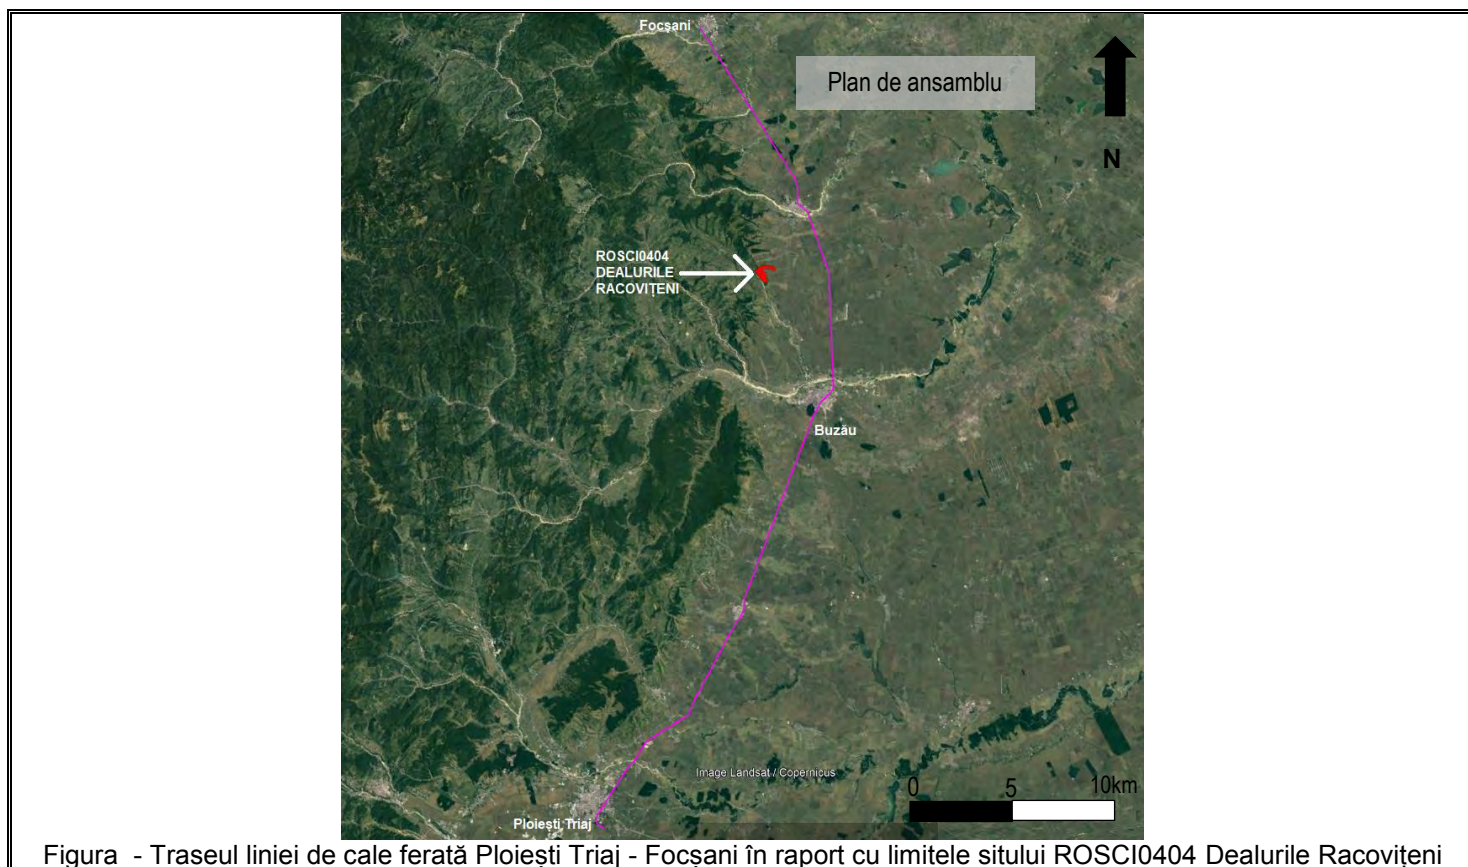 Focșani
Plan de ansamblu
N
ROSCI0404
DEALURILE
RACOVIȚENI
Buzău
Image Landsat / Copernicus
0 5 10km
Ploiești Triaj
Figura - Traseul liniei de cale ferată Ploiești Triaj - Focșani în raport cu limitele sitului ROSCI0404 Dealurile Racovițeni